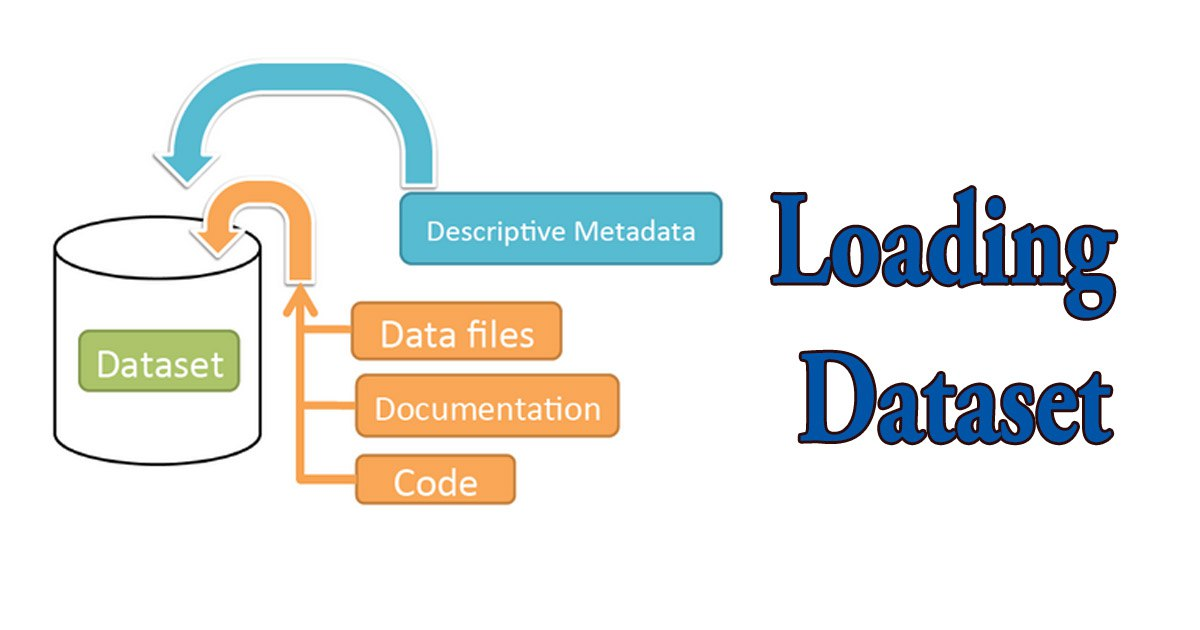 Descriptive Metadata
Dataset
Data files
Documentation
Code
Loading
Dataset